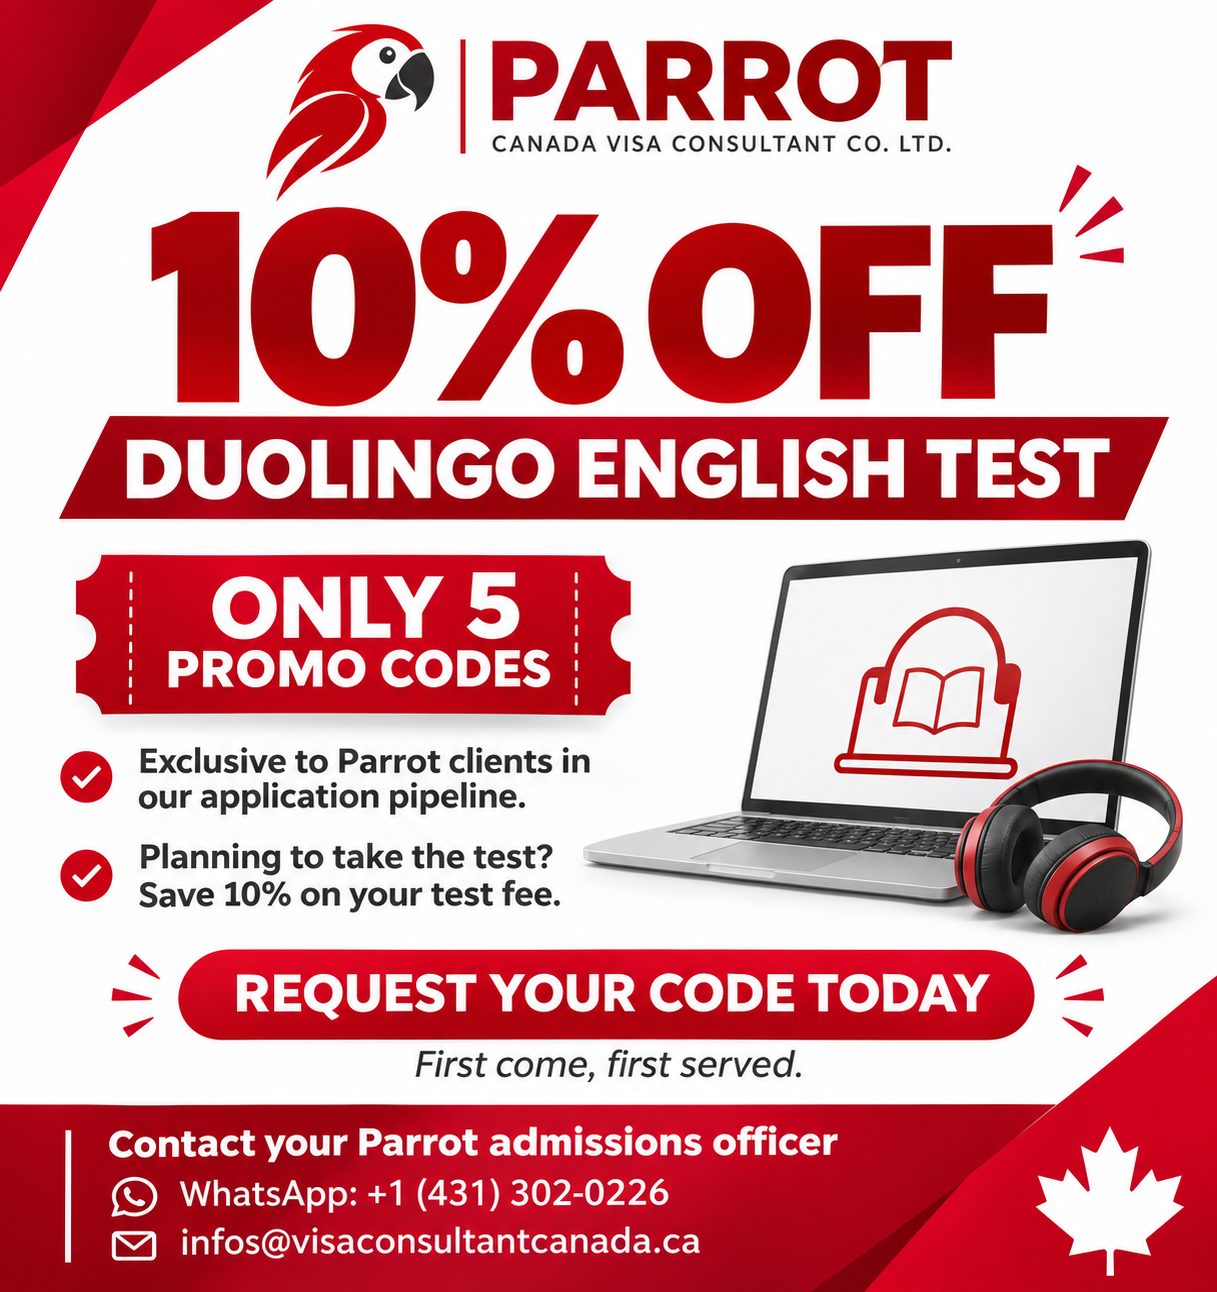 PARROT
CANADA VISA CONSULTANT CO. LTD.
10% OFF
DUOLINGO ENGLISH TEST
ONLY 5
PROMO CODES
Exclusive to Parrot clients in
our application pipeline.
Planning to take the test?
Save 10% on your test fee.
REQUEST YOUR CODE TODAY
First come, first served.
Contact your Parrot admissions officer
WhatsApp: +1 (431) 302-0226
infos@visaconsultantcanada.ca